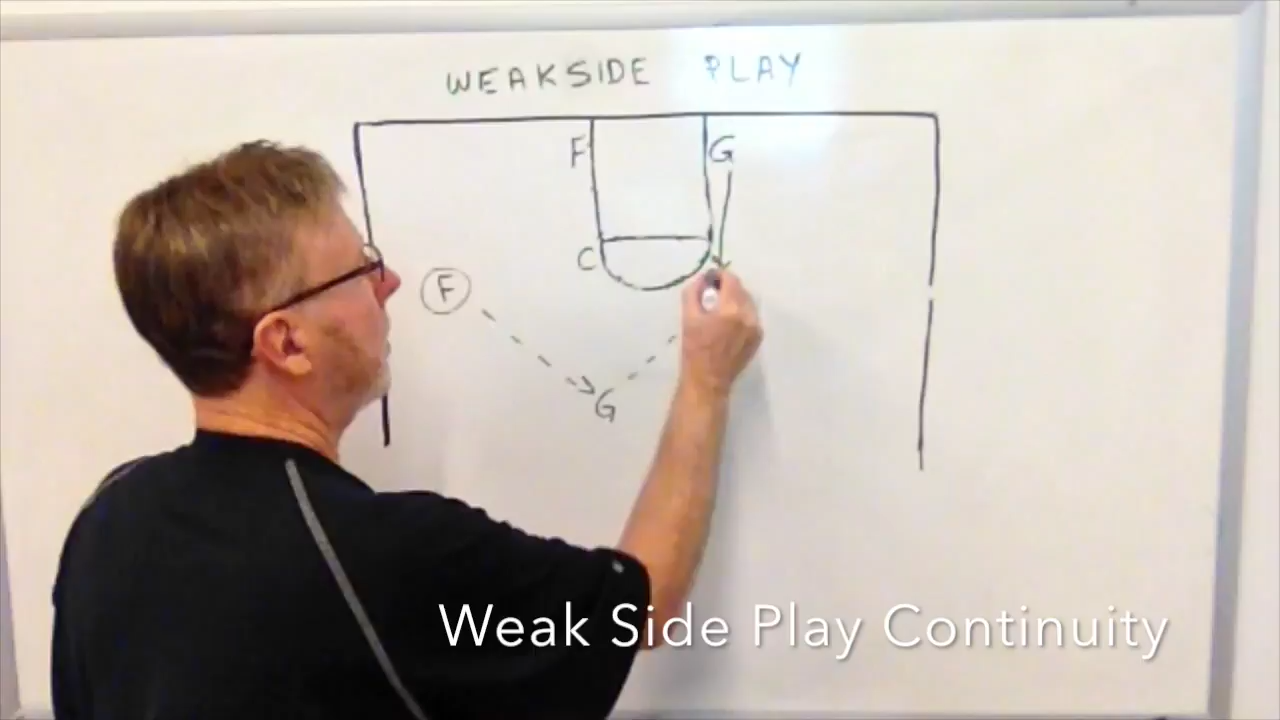 WEAKSIDE PLAY
F G
C
F
G
Weak Side Play Continuity